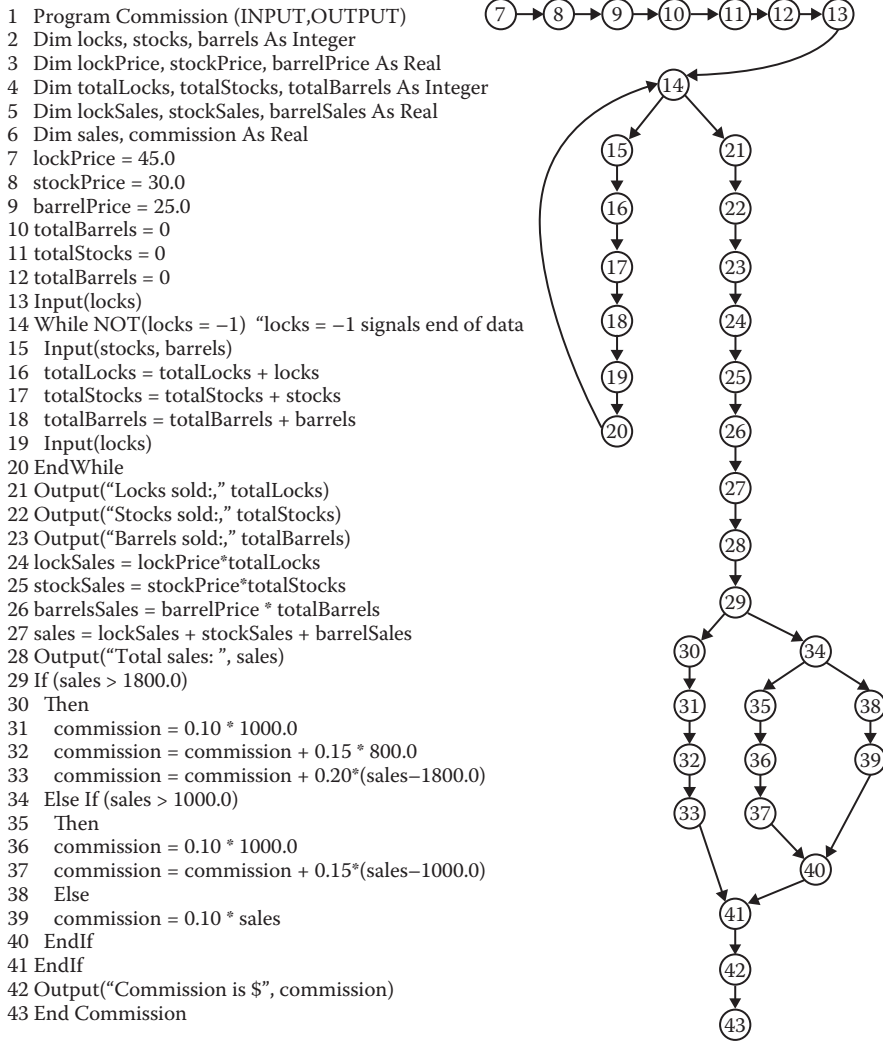 1 Program Commission (INPUT,OUTPUT)
2 Dim locks, stocks, barrels As Integer
3 Dim lockPrice, stockPrice, barrelPrice As Real
4 Dim totalLocks, totalStocks, totalBarrels As Integer
5 Dim lockSales, stockSales, barrelSales As Real
6 Dim sales, commission As Real
7 lockPrice = 45.0
8 stockPrice = 30.0
9 barrelPrice = 25.0
10 totalBarrels = 0
11 totalStocks = 0
12 totalBarrels = 0
13 Input(locks)
14 While NOT(locks = –1) “locks = –1 signals end of data
15 Input(stocks, barrels)
16 totalLocks = totalLocks + locks
17 totalStocks = totalStocks + stocks
18 totalBarrels = totalBarrels + barrels
19 Input(locks)
20 EndWhile
21 Output(“Locks sold:,” totalLocks)
22 Output(“Stocks sold:,” totalStocks)
23 Output(“Barrels sold:,” totalBarrels)
24 lockSales = lockPrice*totalLocks
25 stockSales = stockPrice*totalStocks
26 barrelsSales = barrelPrice * totalBarrels
27 sales = lockSales + stockSales + barrelSales
28 Output(“Total sales: ”, sales)
29 If (sales > 1800.0)
30 Then
31 commission = 0.10 * 1000.0
32 commission = commission + 0.15 * 800.0
33 commission = commission + 0.20*(sales–1800.0)
34 Else If (sales > 1000.0)
35 Then
36 commission = 0.10 * 1000.0
37 commission = commission + 0.15*(sales–1000.0)
38 Else
39 commission = 0.10 * sales
40 EndIf
41 EndIf
42 Output(“Commission is $”, commission)
43 End Commission
7 8 9 10 11 12 13
14
15 21
16 22
17 23
18 24
19 25
20 26
27
28
29
30 34
31 35 38
32 36 39
33 37
40
41
42
43